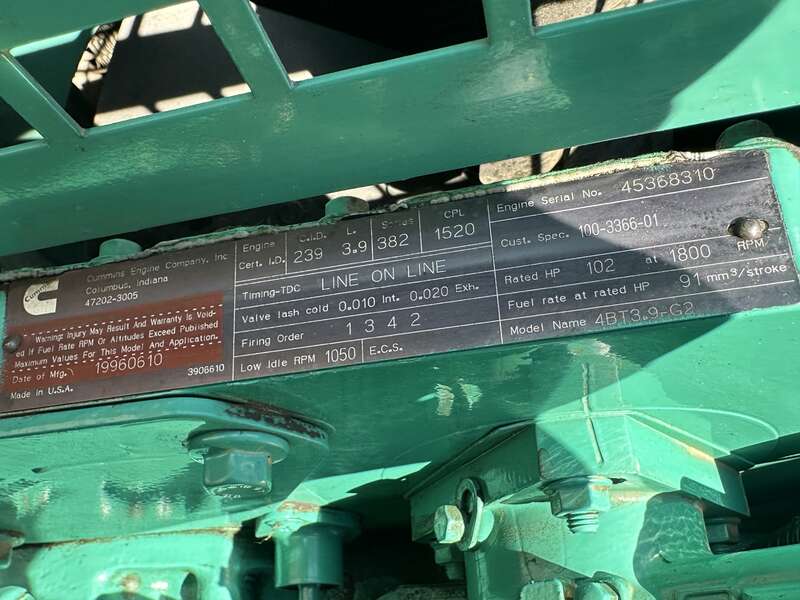 Cummins
Cummins Engine Company, Inc
Columbus, Indiana
47202-3005
Warning: Injury May Result And Warranty Is Void-
ed If Fuel Rate RPM Or Altitudes Exceed Published
Maximum Values For This Model And Application.
Date of Mfg. 19960610
Made in U.S.A. 3906610
Engine Cert. I.D.
C.I.D. 239
L. 3.9
Series 382
CPL 1520
Timing-TDC LINE ON LINE
Valve lash cold 0.010 Int. 0.020 Exh.
Firing Order 1 3 4 2
Low Idle RPM 1050 E.C.S.
Engine Serial No. 45368310
Cust. Spec. 100-3366-01
Rated HP 102 at 1800 RPM
Fuel rate at rated HP 91 mm³/stroke
Model Name 4BT3.9-G2